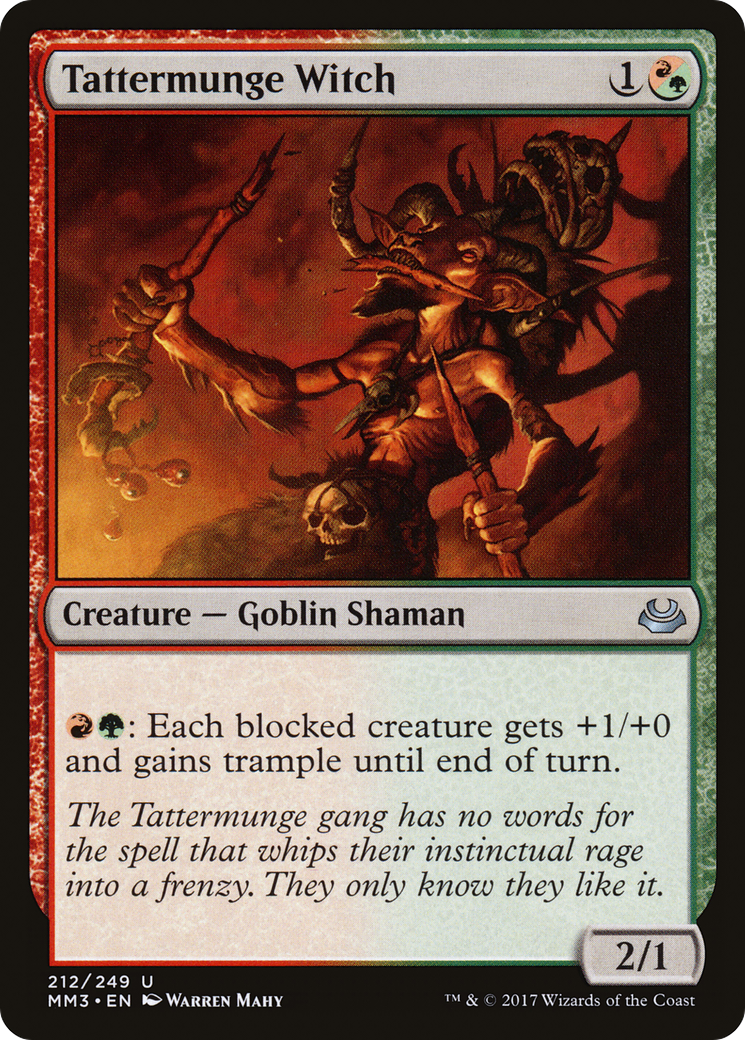 Tattermunge Witch 1
Creature — Goblin Shaman
: Each blocked creature gets +1/+0
and gains trample until end of turn.
The Tattermunge gang has no words for
the spell that whips their instinctual rage
into a frenzy. They only know they like it.
2/1
212/249 U
MM3 • EN Warren Mahy
™ & © 2017 Wizards of the Coast